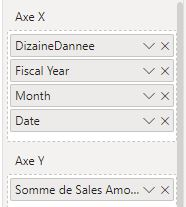 Axe X
DizaineDannee
Fiscal Year
Month
Date
Axe Y
Somme de Sales Amo...